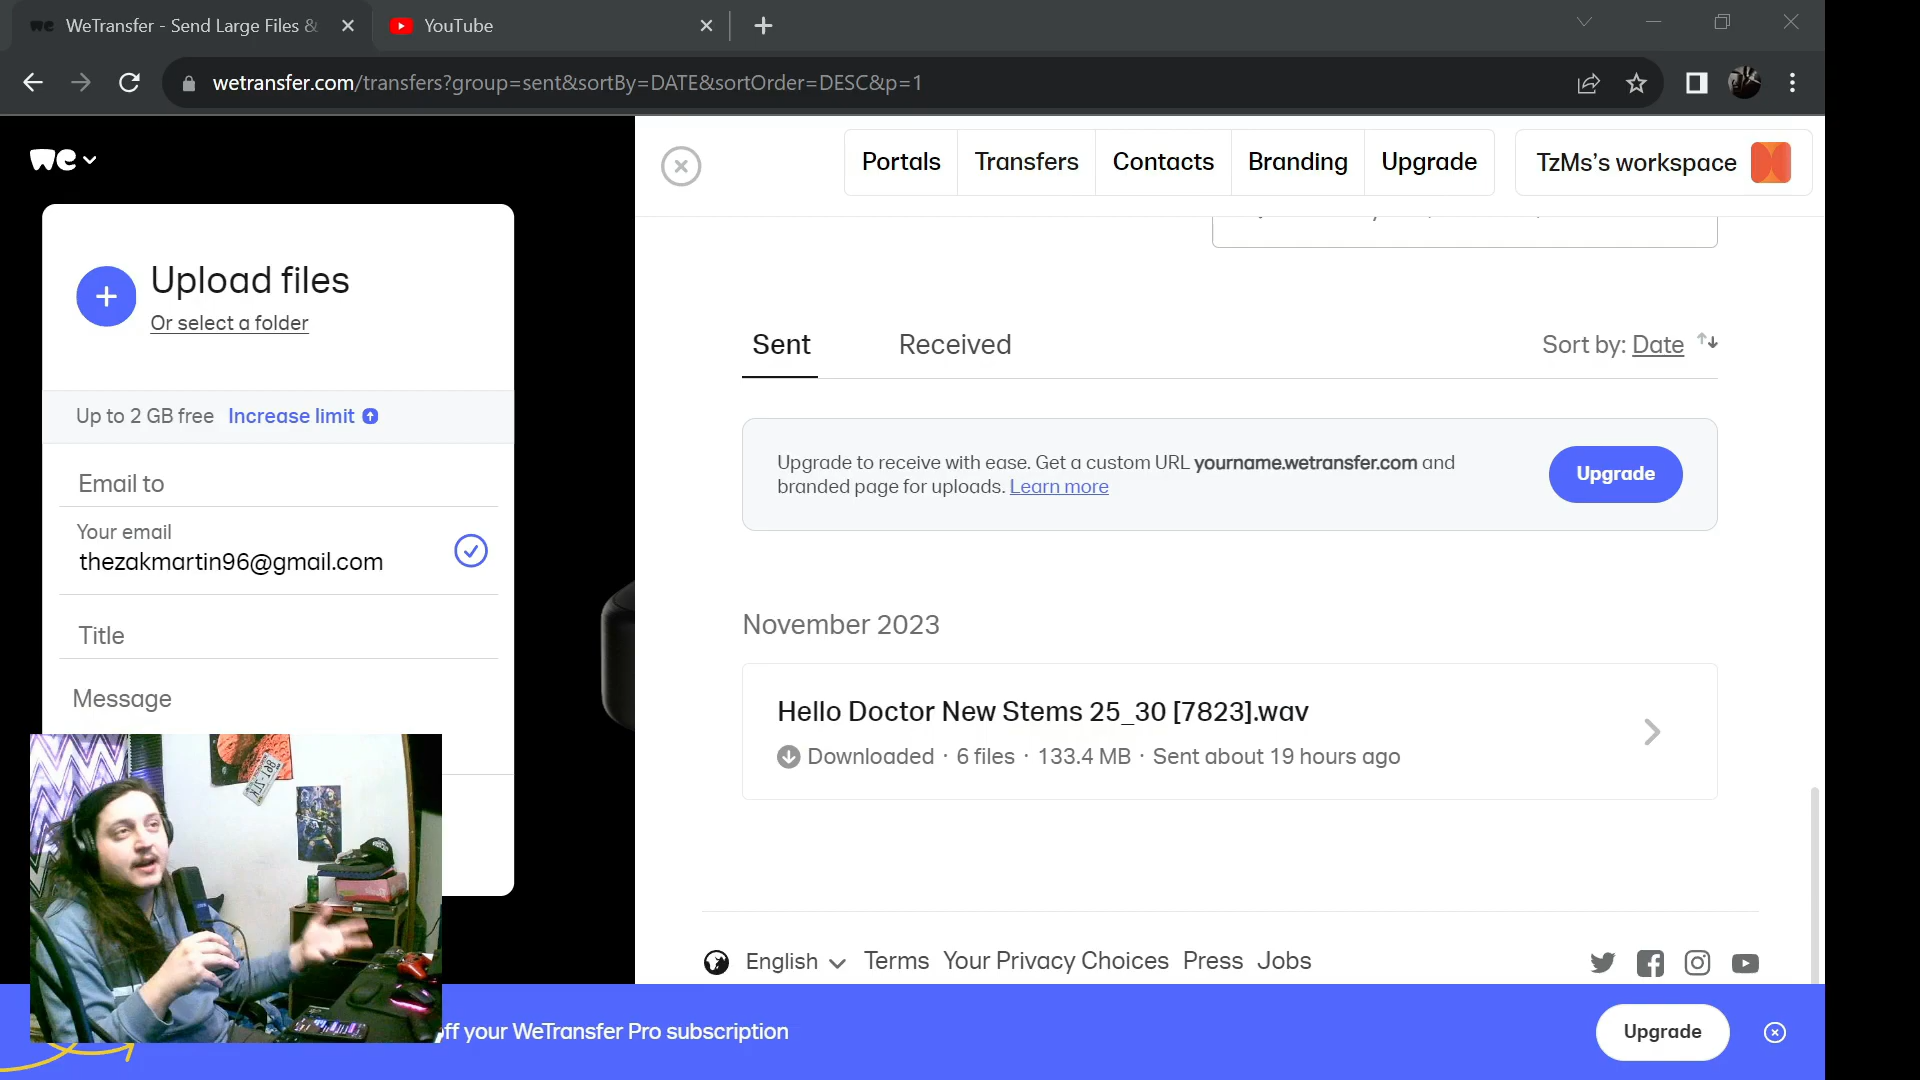 WeTransfer - Send Large Files &
YouTube
wetransfer.com/transfers?group=sent&sortBy=DATE&sortOrder=DESC&p=1
we
Portals
Transfers
Contacts
Branding
Upgrade
TzMs's workspace
Upload files
Or select a folder
Up to 2 GB free Increase limit
Email to
Your email
thezakmartin96@gmail.com
Title
Message
Sent
Received
Sort by: Date
Upgrade to receive with ease. Get a custom URL yourname.wetransfer.com and
branded page for uploads. Learn more
Upgrade
November 2023
Hello Doctor New Stems 25_30 [7823].wav
Downloaded · 6 files · 133.4 MB · Sent about 19 hours ago
English
Terms
Your Privacy Choices
Press
Jobs
off your WeTransfer Pro subscription
Upgrade